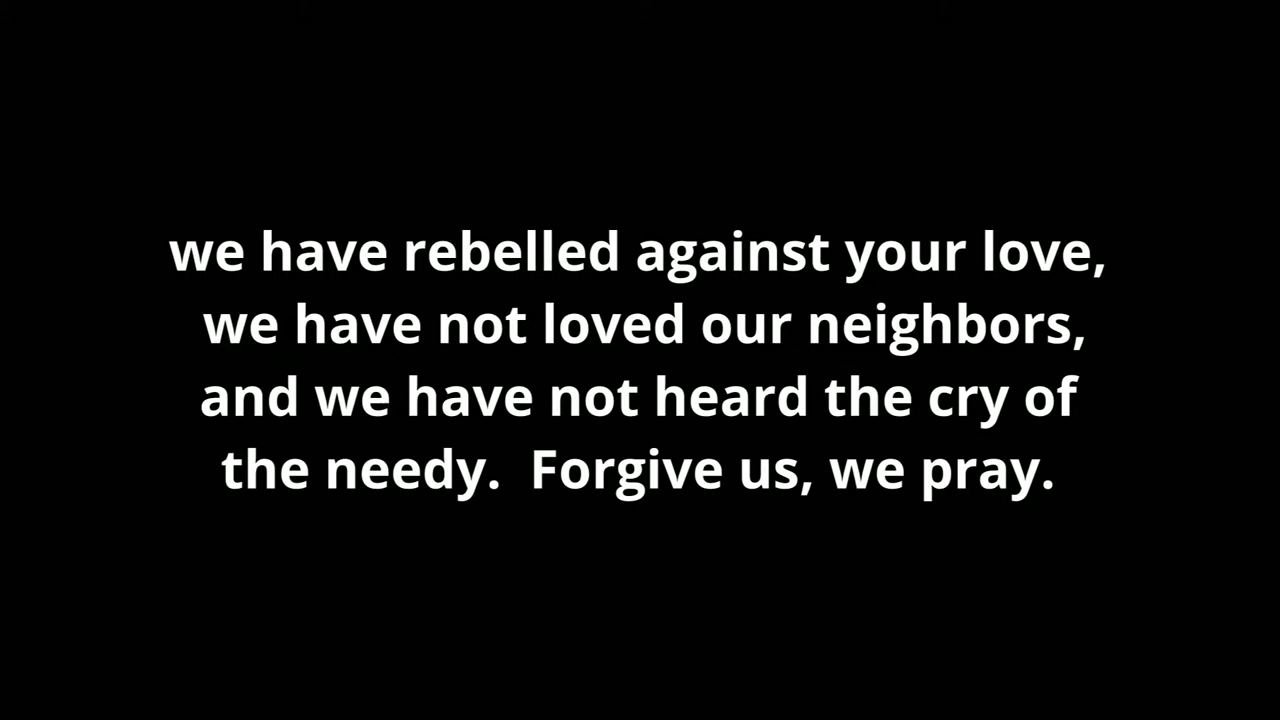 we have rebelled against your love,
we have not loved our neighbors,
and we have not heard the cry of
the needy.  Forgive us, we pray.